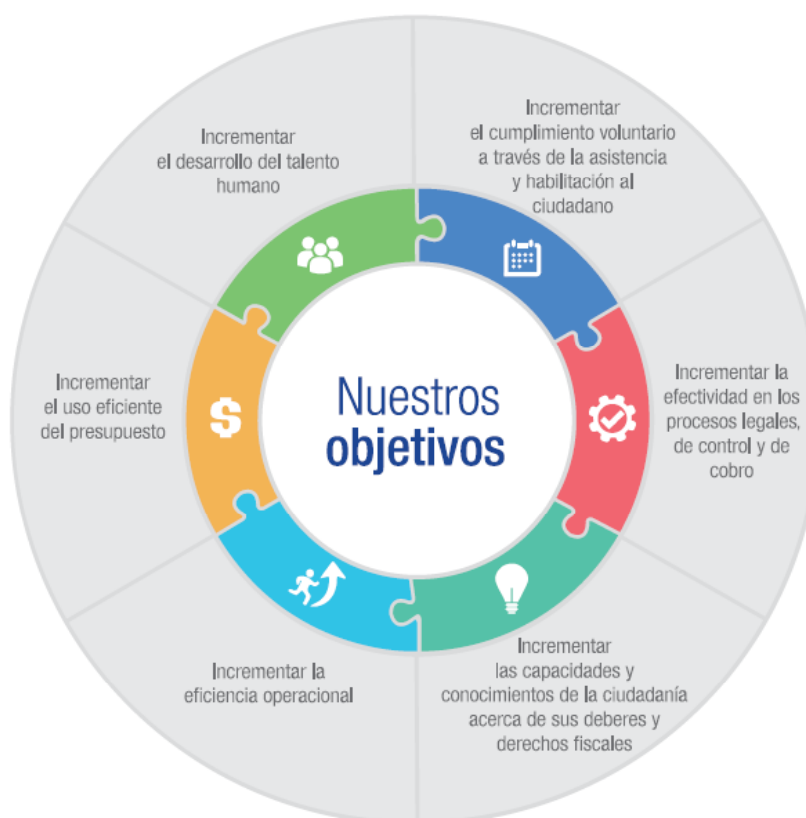 Nuestros
objetivos
Incrementar
el cumplimiento voluntario
a través de la asistencia
y habilitación al
ciudadano
Incrementar la
efectividad en los
procesos legales,
de control y de
cobro
Incrementar
las capacidades y
conocimientos de la ciudadanía
acerca de sus deberes y
derechos fiscales
Incrementar la
eficiencia operacional
Incrementar
el uso eficiente
del presupuesto
Incrementar
el desarrollo del talento
humano
$